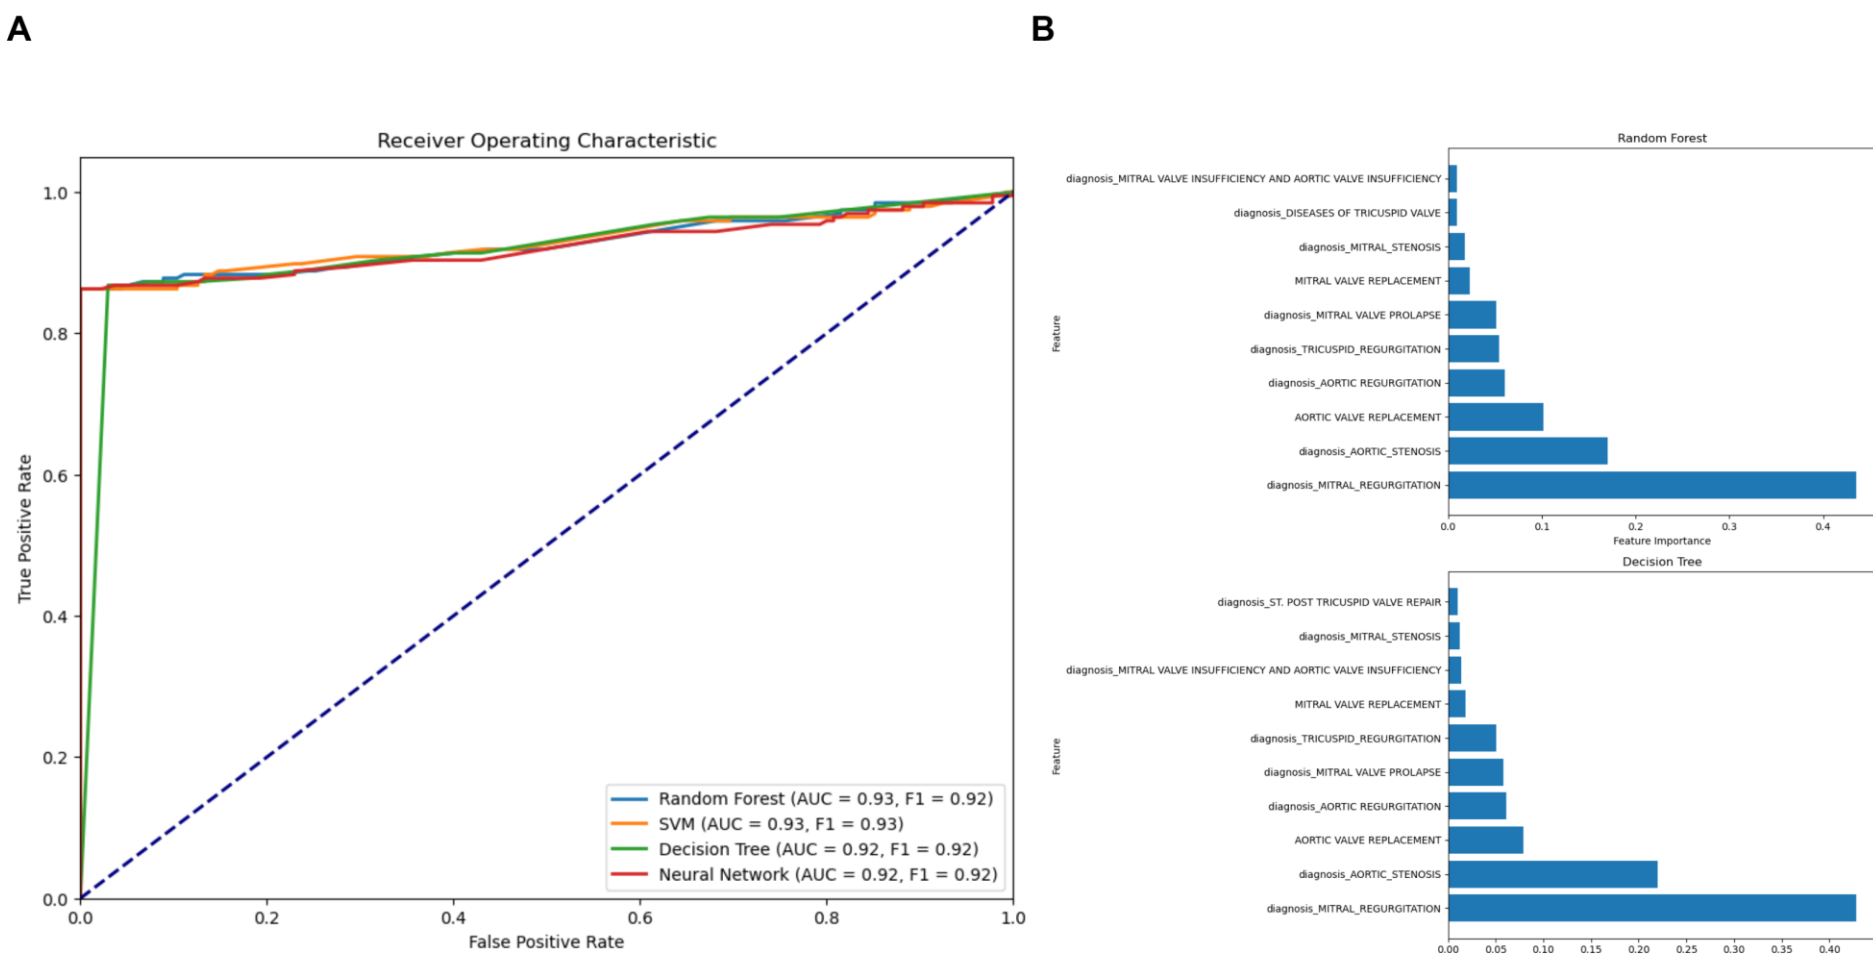 A
Receiver Operating Characteristic
True Positive Rate
1.0
0.8
0.6
0.4
0.2
0.0
0.0 0.2 0.4 0.6 0.8 1.0
False Positive Rate
Random Forest (AUC = 0.93, F1 = 0.92)
SVM (AUC = 0.93, F1 = 0.93)
Decision Tree (AUC = 0.92, F1 = 0.92)
Neural Network (AUC = 0.92, F1 = 0.92)
B
Random Forest
Feature
diagnosis_MITRAL VALVE INSUFFICIENCY AND AORTIC VALVE INSUFFICIENCY
diagnosis_DISEASES OF TRICUSPID VALVE
diagnosis_MITRAL_STENOSIS
MITRAL VALVE REPLACEMENT
diagnosis_MITRAL VALVE PROLAPSE
diagnosis_TRICUSPID_REGURGITATION
diagnosis_AORTIC REGURGITATION
AORTIC VALVE REPLACEMENT
diagnosis_AORTIC_STENOSIS
diagnosis_MITRAL_REGURGITATION
0.0 0.1 0.2 0.3 0.4
Feature Importance
Decision Tree
Feature
diagnosis_ST. POST TRICUSPID VALVE REPAIR
diagnosis_MITRAL_STENOSIS
diagnosis_MITRAL VALVE INSUFFICIENCY AND AORTIC VALVE INSUFFICIENCY
MITRAL VALVE REPLACEMENT
diagnosis_TRICUSPID_REGURGITATION
diagnosis_MITRAL VALVE PROLAPSE
diagnosis_AORTIC REGURGITATION
AORTIC VALVE REPLACEMENT
diagnosis_AORTIC_STENOSIS
diagnosis_MITRAL_REGURGITATION
0.00 0.05 0.10 0.15 0.20 0.25 0.30 0.35 0.40